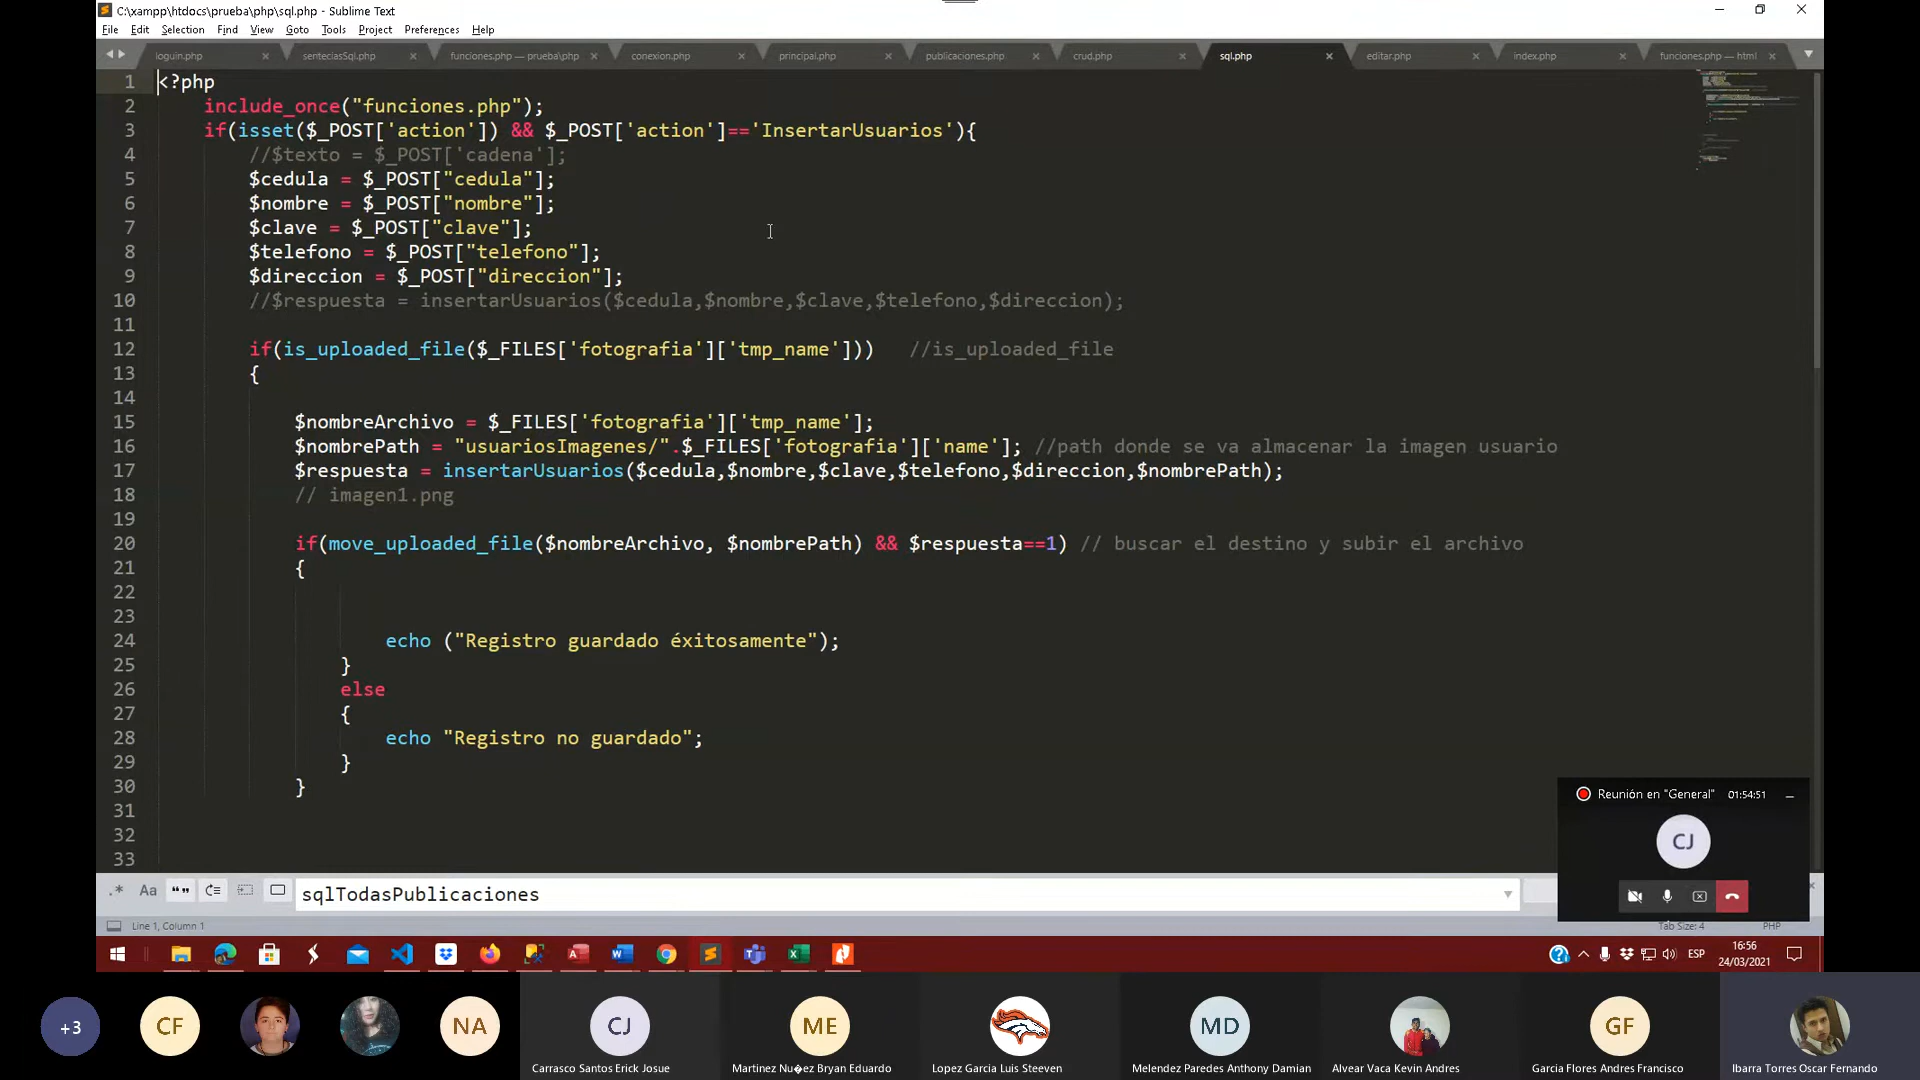 C:\xampp\htdocs\prueba\php\sql.php - Sublime Text
File Edit Selection Find View Goto Tools Project Preferences Help
loguin.php senteciasSql.php funciones.php — prueba\php conexion.php principal.php publicaciones.php crud.php sql.php editar.php index.php funciones.php — html
1 <?php
2 include_once("funciones.php");
3 if(isset($_POST['action']) && $_POST['action']=='InsertarUsuarios'){
4 //$texto = $_POST['cadena'];
5 $cedula = $_POST["cedula"];
6 $nombre = $_POST["nombre"];
7 $clave = $_POST["clave"];
8 $telefono = $_POST["telefono"];
9 $direccion = $_POST["direccion"];
10 //$respuesta = insertarUsuarios($cedula,$nombre,$clave,$telefono,$direccion);
11
12 if(is_uploaded_file($_FILES['fotografia']['tmp_name'])) //is_uploaded_file
13 {
14
15 $nombreArchivo = $_FILES['fotografia']['tmp_name'];
16 $nombrePath = "usuariosImagenes/".$_FILES['fotografia']['name']; //path donde se va almacenar la imagen usuario
17 $respuesta = insertarUsuarios($cedula,$nombre,$clave,$telefono,$direccion,$nombrePath);
18 // imagen1.png
19
20 if(move_uploaded_file($nombreArchivo, $nombrePath) && $respuesta==1) // buscar el destino y subir el archivo
21 {
22
23
24 echo ("Registro guardado éxitosamente");
25 }
26 else
27 {
28 echo "Registro no guardado";
29 }
30 }
31
32
33
Reunión en "General" 01:54:51
CJ
.* Aa "" sqlTodasPublicaciones
Line 1, Column 1 Tab Size: 4 PHP
ESP 16:56
24/03/2021
+3 CF NA CJ ME MD GF
Carrasco Santos Erick Josue Martinez Nu�ez Bryan Eduardo Lopez Garcia Luis Steeven Melendez Paredes Anthony Damian Alvear Vaca Kevin Andres Garcia Flores Andres Francisco Ibarra Torres Oscar Fernando